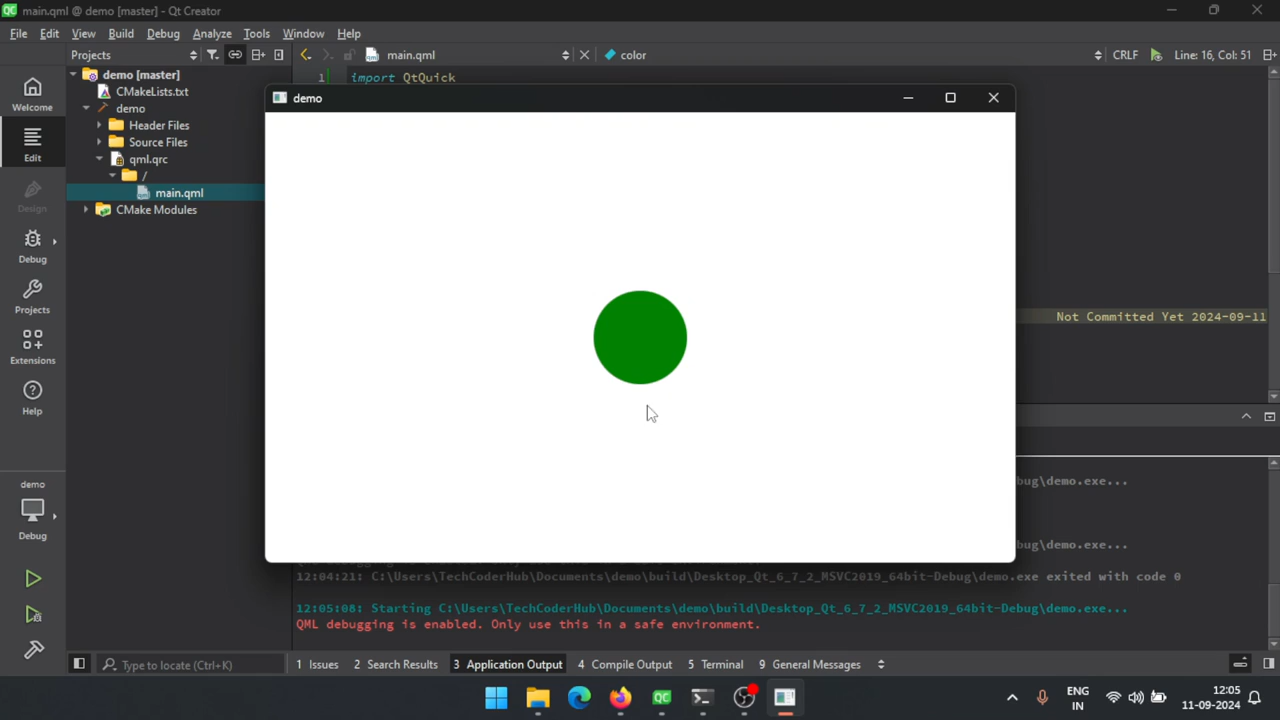 main.qml @ demo [master] - Qt Creator
File Edit View Build Debug Analyze Tools Window Help
Projects
main.qml
color
CRLF
Line: 16, Col: 51
demo [master]
CMakeLists.txt
demo
Header Files
Source Files
qml.qrc
/
main.qml
CMake Modules
Welcome
Edit
Design
Debug
Projects
Extensions
Help
demo
Debug
1 import QtQuick
demo
Not Committed Yet 2024-09-11
bug\demo.exe...
bug\demo.exe...
12:04:21: C:\Users\TechCoderHub\Documents\demo\build\Desktop_Qt_6_7_2_MSVC2019_64bit-Debug\demo.exe exited with code 0
12:05:08: Starting C:\Users\TechCoderHub\Documents\demo\build\Desktop_Qt_6_7_2_MSVC2019_64bit-Debug\demo.exe...
QML debugging is enabled. Only use this in a safe environment.
Type to locate (Ctrl+K)
1 Issues 2 Search Results 3 Application Output 4 Compile Output 5 Terminal 9 General Messages
QC
ENG
IN
12:05
11-09-2024